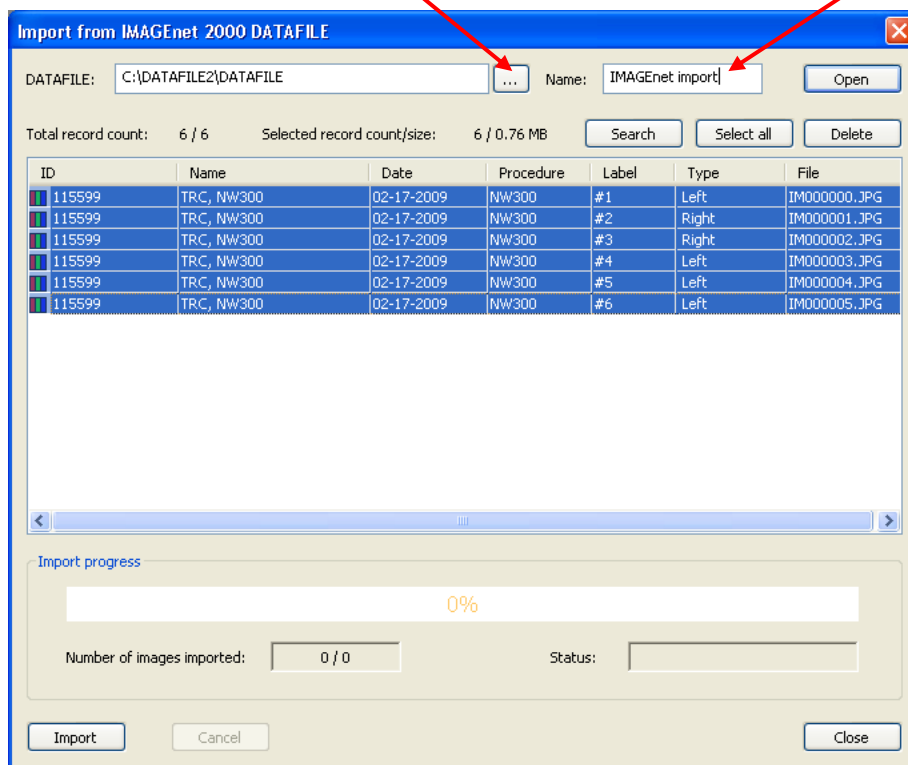 Import from IMAGEnet 2000 DATAFILE
DATAFILE: C:\DATAFILE2\DATAFILE ... Name: IMAGEnet import Open
Total record count: 6 / 6 Selected record count/size: 6 / 0.76 MB Search Select all Delete
ID Name Date Procedure Label Type File
115599 TRC, NW300 02-17-2009 NW300 #1 Left IM000000.JPG
115599 TRC, NW300 02-17-2009 NW300 #2 Right IM000001.JPG
115599 TRC, NW300 02-17-2009 NW300 #3 Right IM000002.JPG
115599 TRC, NW300 02-17-2009 NW300 #4 Left IM000003.JPG
115599 TRC, NW300 02-17-2009 NW300 #5 Left IM000004.JPG
115599 TRC, NW300 02-17-2009 NW300 #6 Left IM000005.JPG
Import progress
0%
Number of images imported: 0 / 0 Status:
Import Cancel Close